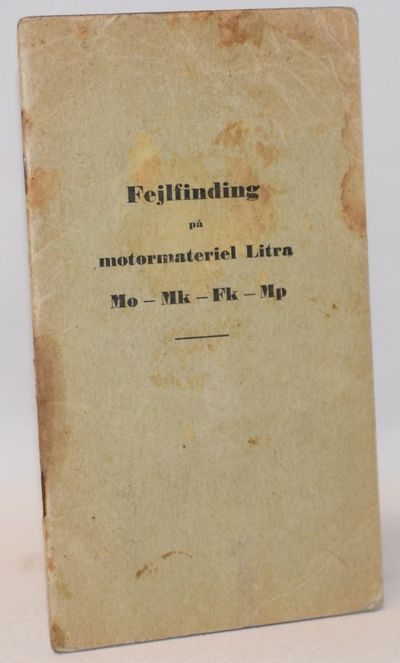 Fejlfinding
på
motormateriel Litra
Mo – Mk – Fk – Mp